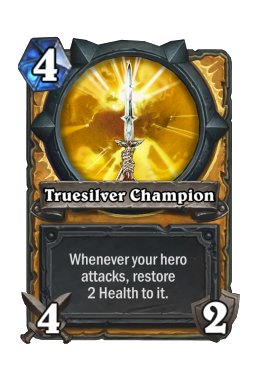 4
Truesilver Champion
Whenever your hero
attacks, restore
2 Health to it.
4
2